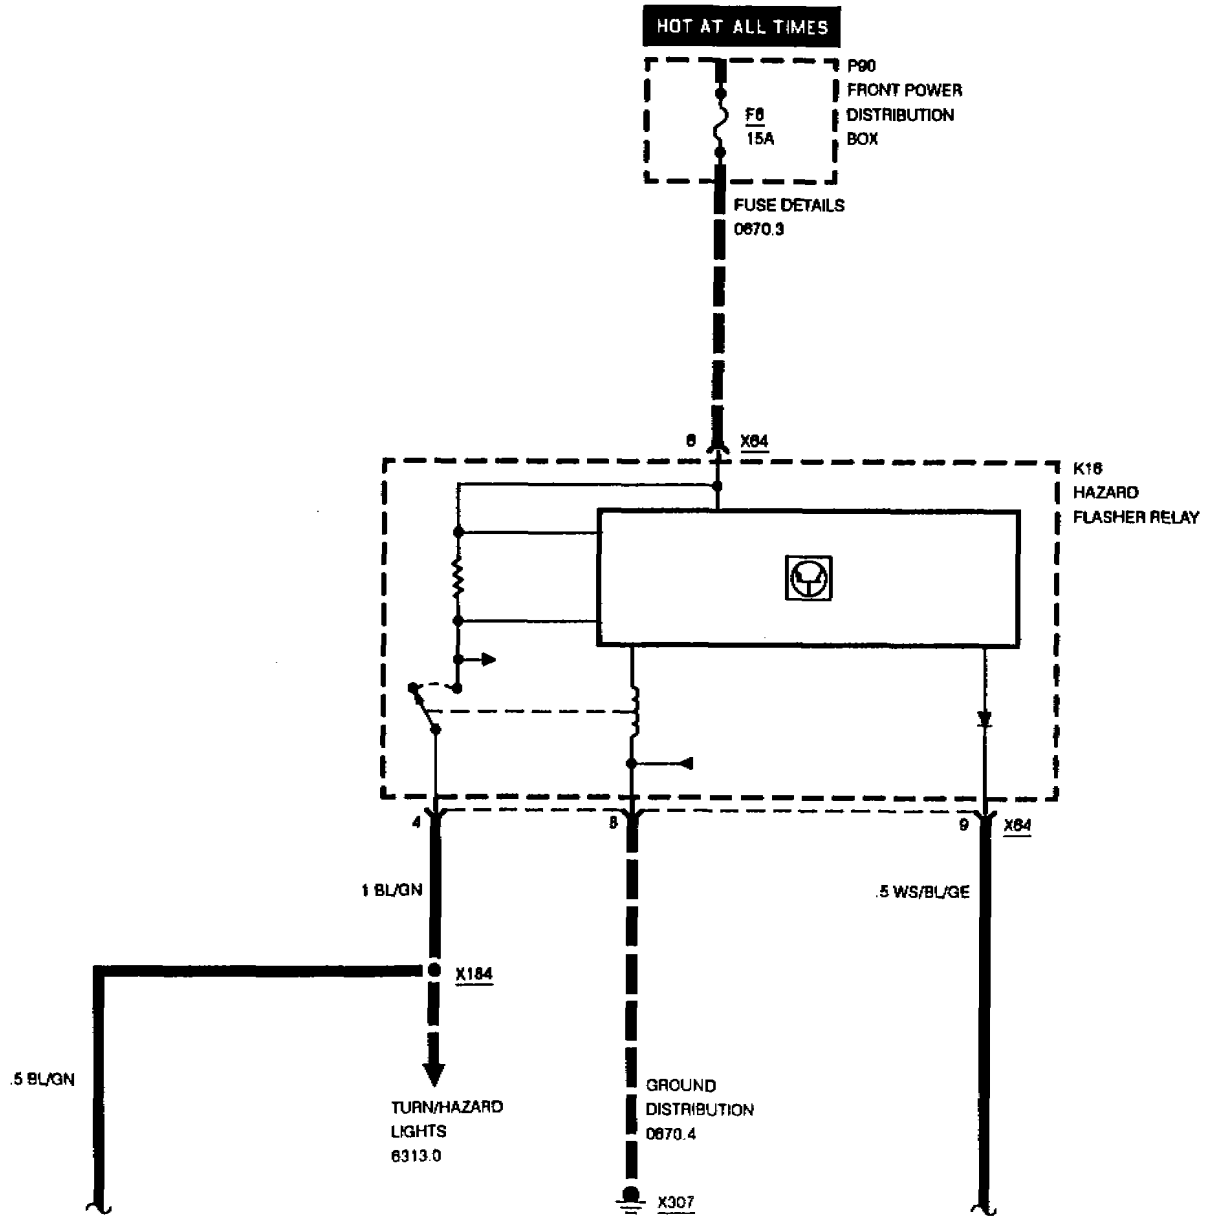 HOT AT ALL TIMES
P90
FRONT POWER
DISTRIBUTION
BOX
F6
15A
FUSE DETAILS
0670.3
6
X64
K16
HAZARD
FLASHER RELAY
4
8
9
X64
1 BL/GN
.5 WS/BL/GE
X184
.5 BL/GN
TURN/HAZARD
LIGHTS
6313.0
GROUND
DISTRIBUTION
0670.4
X307